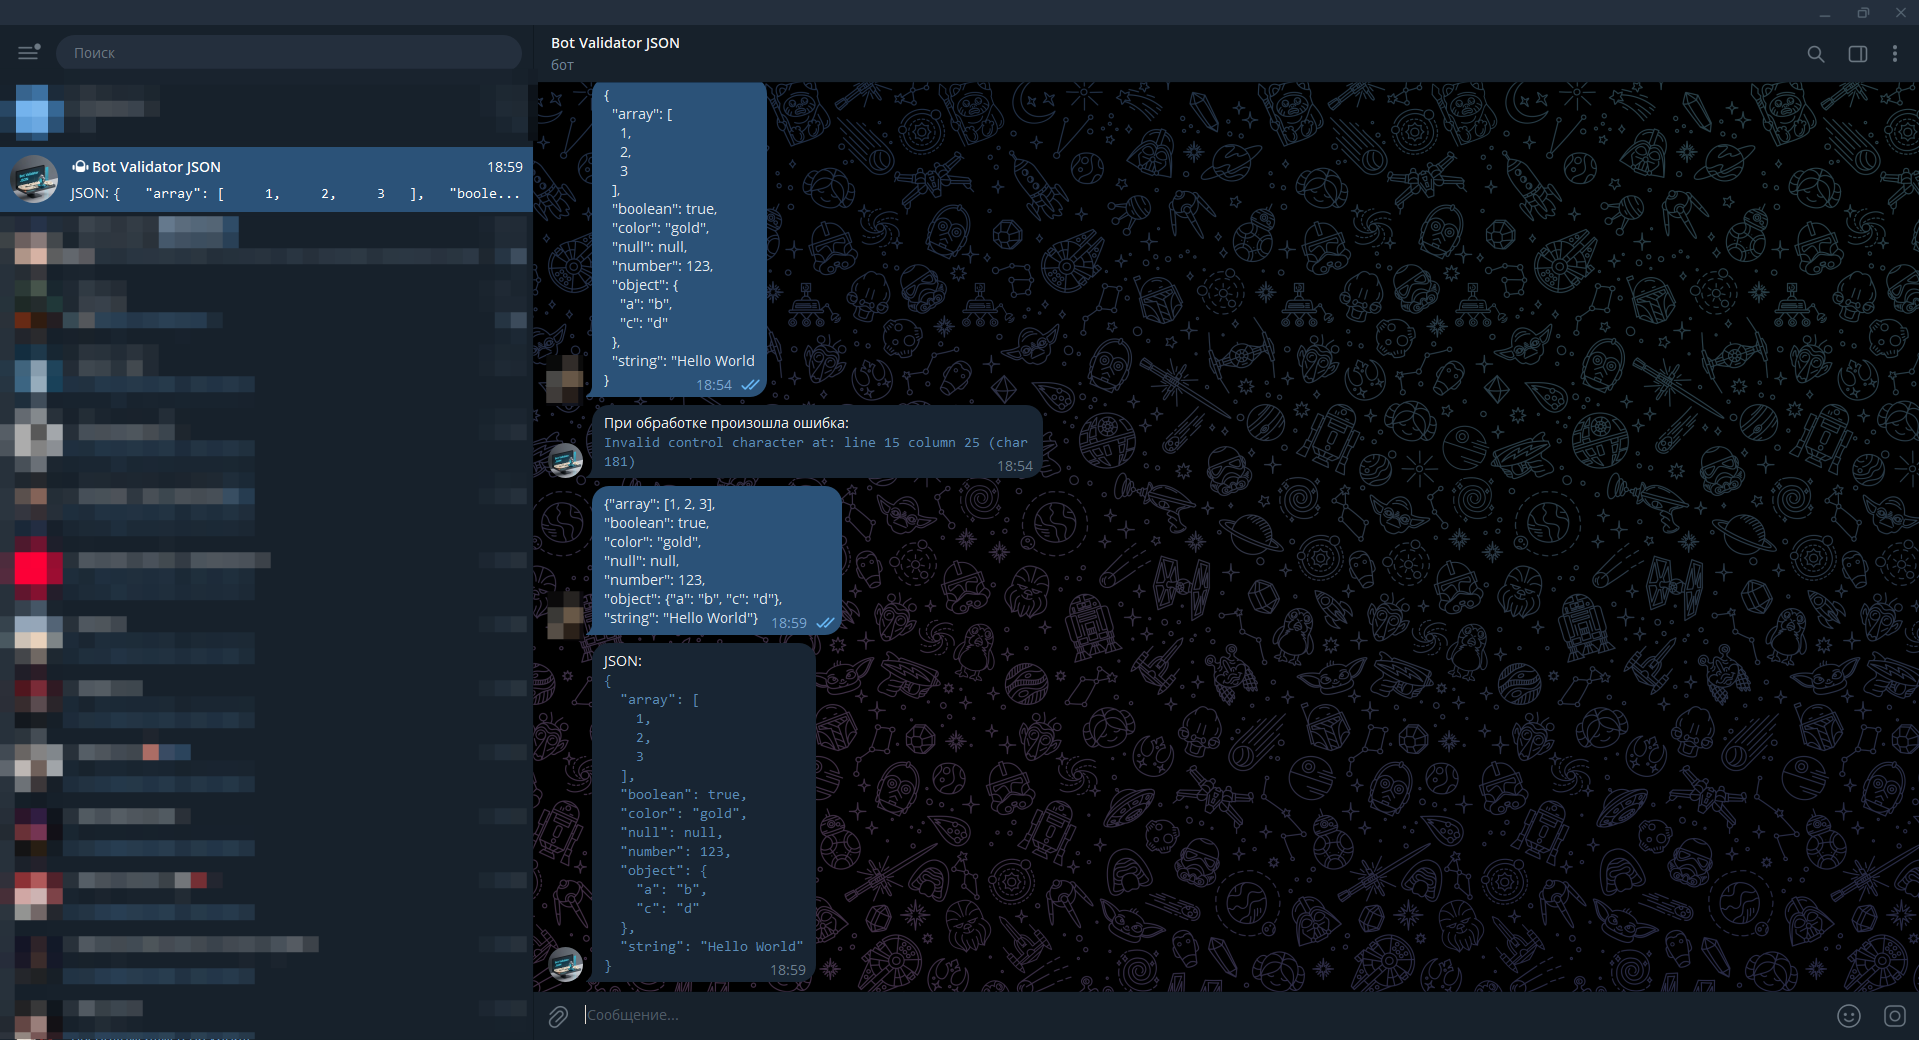 Поиск
Bot Validator JSON 18:59
JSON: { "array": [ 1, 2, 3 ], "boole...
Bot Validator JSON
бот
{
"array": [
1,
2,
3
],
"boolean": true,
"color": "gold",
"null": null,
"number": 123,
"object": {
"a": "b",
"c": "d"
},
"string": "Hello World
}
18:54
При обработке произошла ошибка:
Invalid control character at: line 15 column 25 (char
181)
18:54
{"array": [1, 2, 3],
"boolean": true,
"color": "gold",
"null": null,
"number": 123,
"object": {"a": "b", "c": "d"},
"string": "Hello World"}
18:59
JSON:
{
"array": [
1,
2,
3
],
"boolean": true,
"color": "gold",
"null": null,
"number": 123,
"object": {
"a": "b",
"c": "d"
},
"string": "Hello World"
}
18:59
Сообщение...